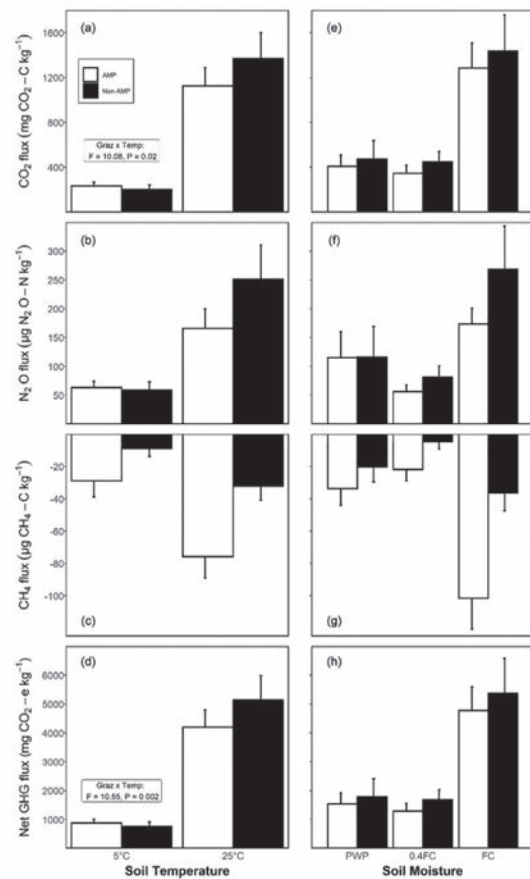 (a)
(e)
CO2 flux (mg CO2 – C kg−1)
1600
1200
800
400
AMP
Non-AMP
Graz x Temp:
F = 10.08, P = 0.02
(b)
(f)
N2 O flux (µg N2 O – N kg−1)
300
250
200
150
100
50
CH4 flux (µg CH4 – C kg−1)
-20
-40
-60
-80
-100
(c)
(g)
(d)
(h)
Net GHG flux (mg CO2 – e kg−1)
6000
5000
4000
3000
2000
1000
Graz x Temp:
F = 10.55, P = 0.002
5°C 25°C
PWP 0.4FC FC
Soil Temperature
Soil Moisture